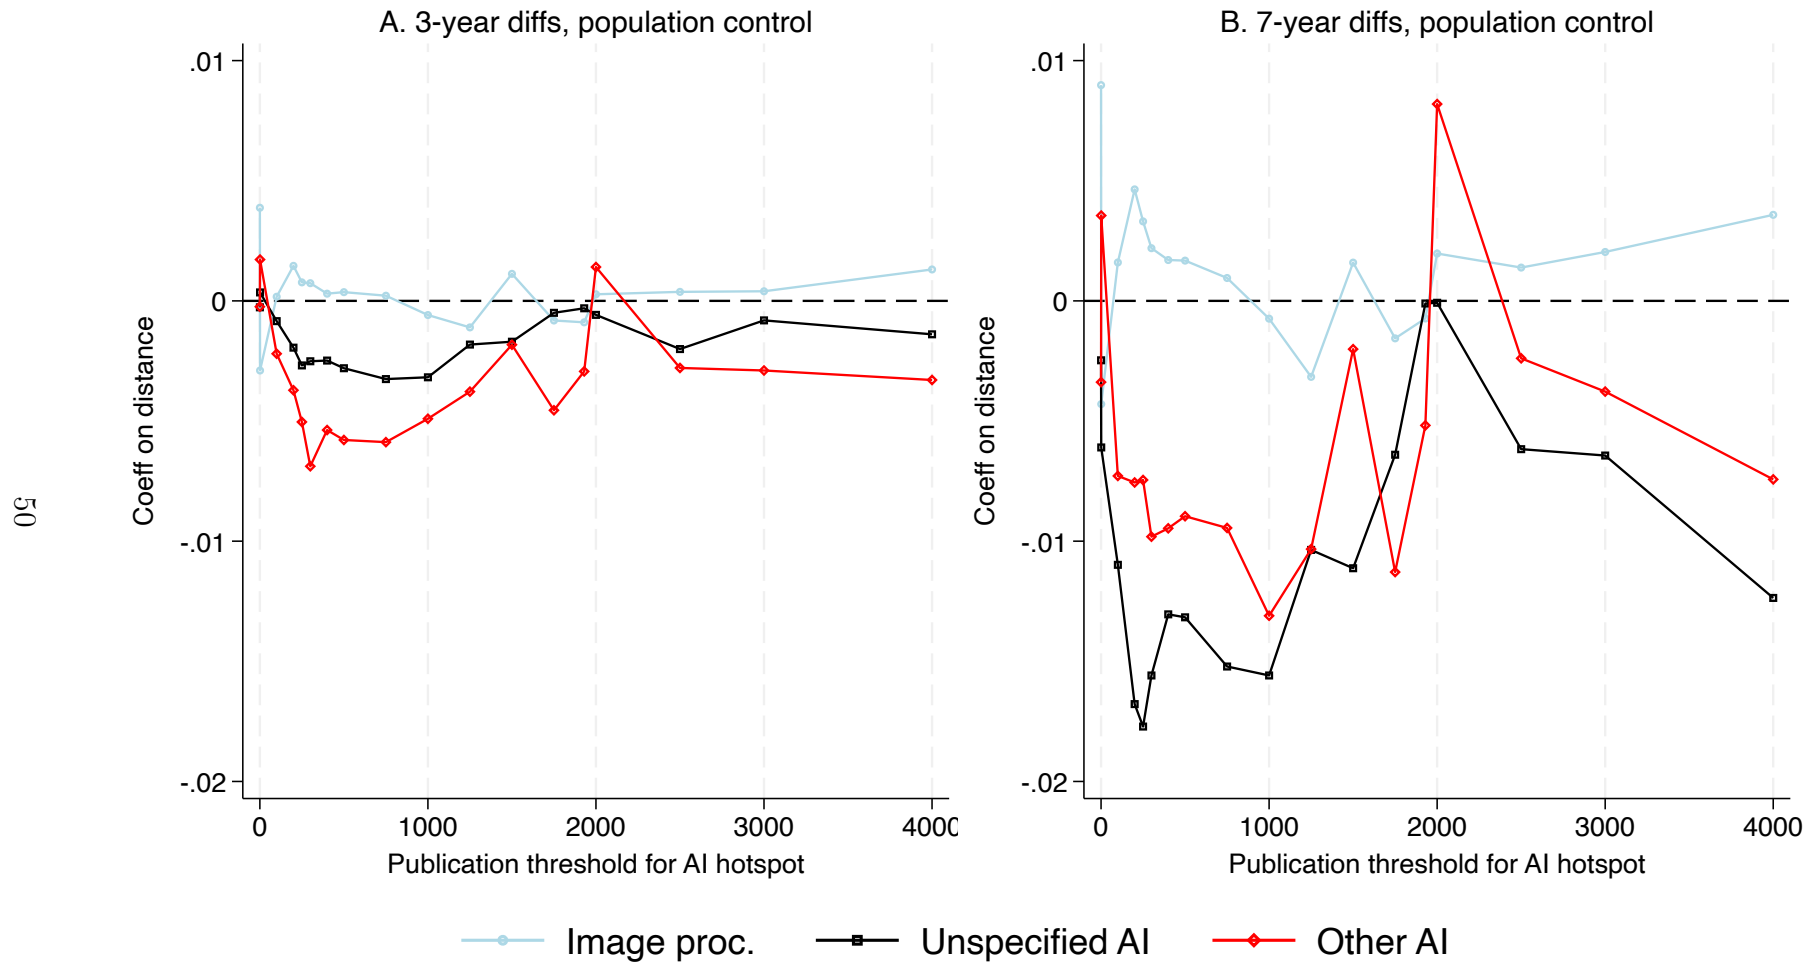 A. 3-year diffs, population control
.01
0
-.01
-.02
Coeff on distance
0 1000 2000 3000 4000
Publication threshold for AI hotspot
B. 7-year diffs, population control
.01
0
-.01
-.02
Coeff on distance
0 1000 2000 3000 4000
Publication threshold for AI hotspot
Image proc. Unspecified AI Other AI
50